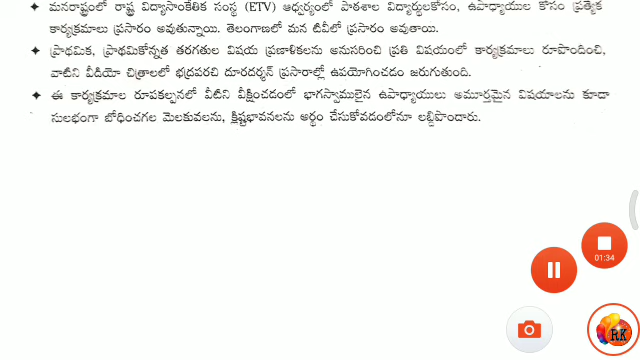 ✦ మనరాష్ట్రంలో రాష్ట్ర విద్యాసాంకేతిక సంస్థ (ETV) ఆధ్వర్యంలో పాఠశాల విద్యార్థులకోసం, ఉపాధ్యాయుల కోసం ప్రత్యేక
కార్యక్రమాలు ప్రసారం అవుతున్నాయి. తెలంగాణలో మన టివీలో ప్రసారం అవుతాయి.
✦ ప్రాథమిక, ప్రాథమికోన్నత తరగతుల విషయ ప్రణాళికలను అనుసరించి ప్రతి విషయంలో కార్యక్రమాలు రూపొందించి,
వాటిని వీడియో చిత్రాలలో భద్రపరచి దూరదర్శన్ ప్రసారాల్లో ఉపయోగించడం జరుగుతుంది.
✦ ఈ కార్యక్రమాల రూపకల్పనలో వీటిని వీక్షించడంలో భాగస్వాములైన ఉపాధ్యాయులు అమూర్తమైన విషయాలను కూడా
సులభంగా బోధించగల మెలకువలను, క్లిష్టభావనలను అర్థం చేసుకోవడంలోనూ లబ్ధిపొందారు.
01:34
RK